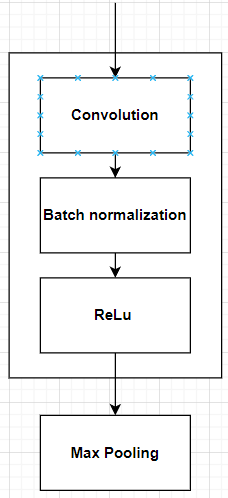 Convolution
Batch normalization
ReLu
Max Pooling